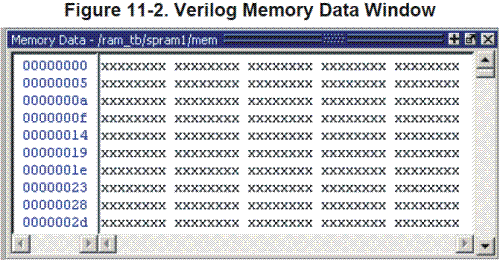 Figure 11-2. Verilog Memory Data Window
Memory Data - /ram_tb/spram1/mem
00000000 xxxxxxxx xxxxxxxx xxxxxxxx xxxxxxxx xxxxxxxx
00000005 xxxxxxxx xxxxxxxx xxxxxxxx xxxxxxxx xxxxxxxx
0000000a xxxxxxxx xxxxxxxx xxxxxxxx xxxxxxxx xxxxxxxx
0000000f xxxxxxxx xxxxxxxx xxxxxxxx xxxxxxxx xxxxxxxx
00000014 xxxxxxxx xxxxxxxx xxxxxxxx xxxxxxxx xxxxxxxx
00000019 xxxxxxxx xxxxxxxx xxxxxxxx xxxxxxxx xxxxxxxx
0000001e xxxxxxxx xxxxxxxx xxxxxxxx xxxxxxxx xxxxxxxx
00000023 xxxxxxxx xxxxxxxx xxxxxxxx xxxxxxxx xxxxxxxx
00000028 xxxxxxxx xxxxxxxx xxxxxxxx xxxxxxxx xxxxxxxx
0000002d xxxxxxxx xxxxxxxx xxxxxxxx xxxxxxxx xxxxxxxx